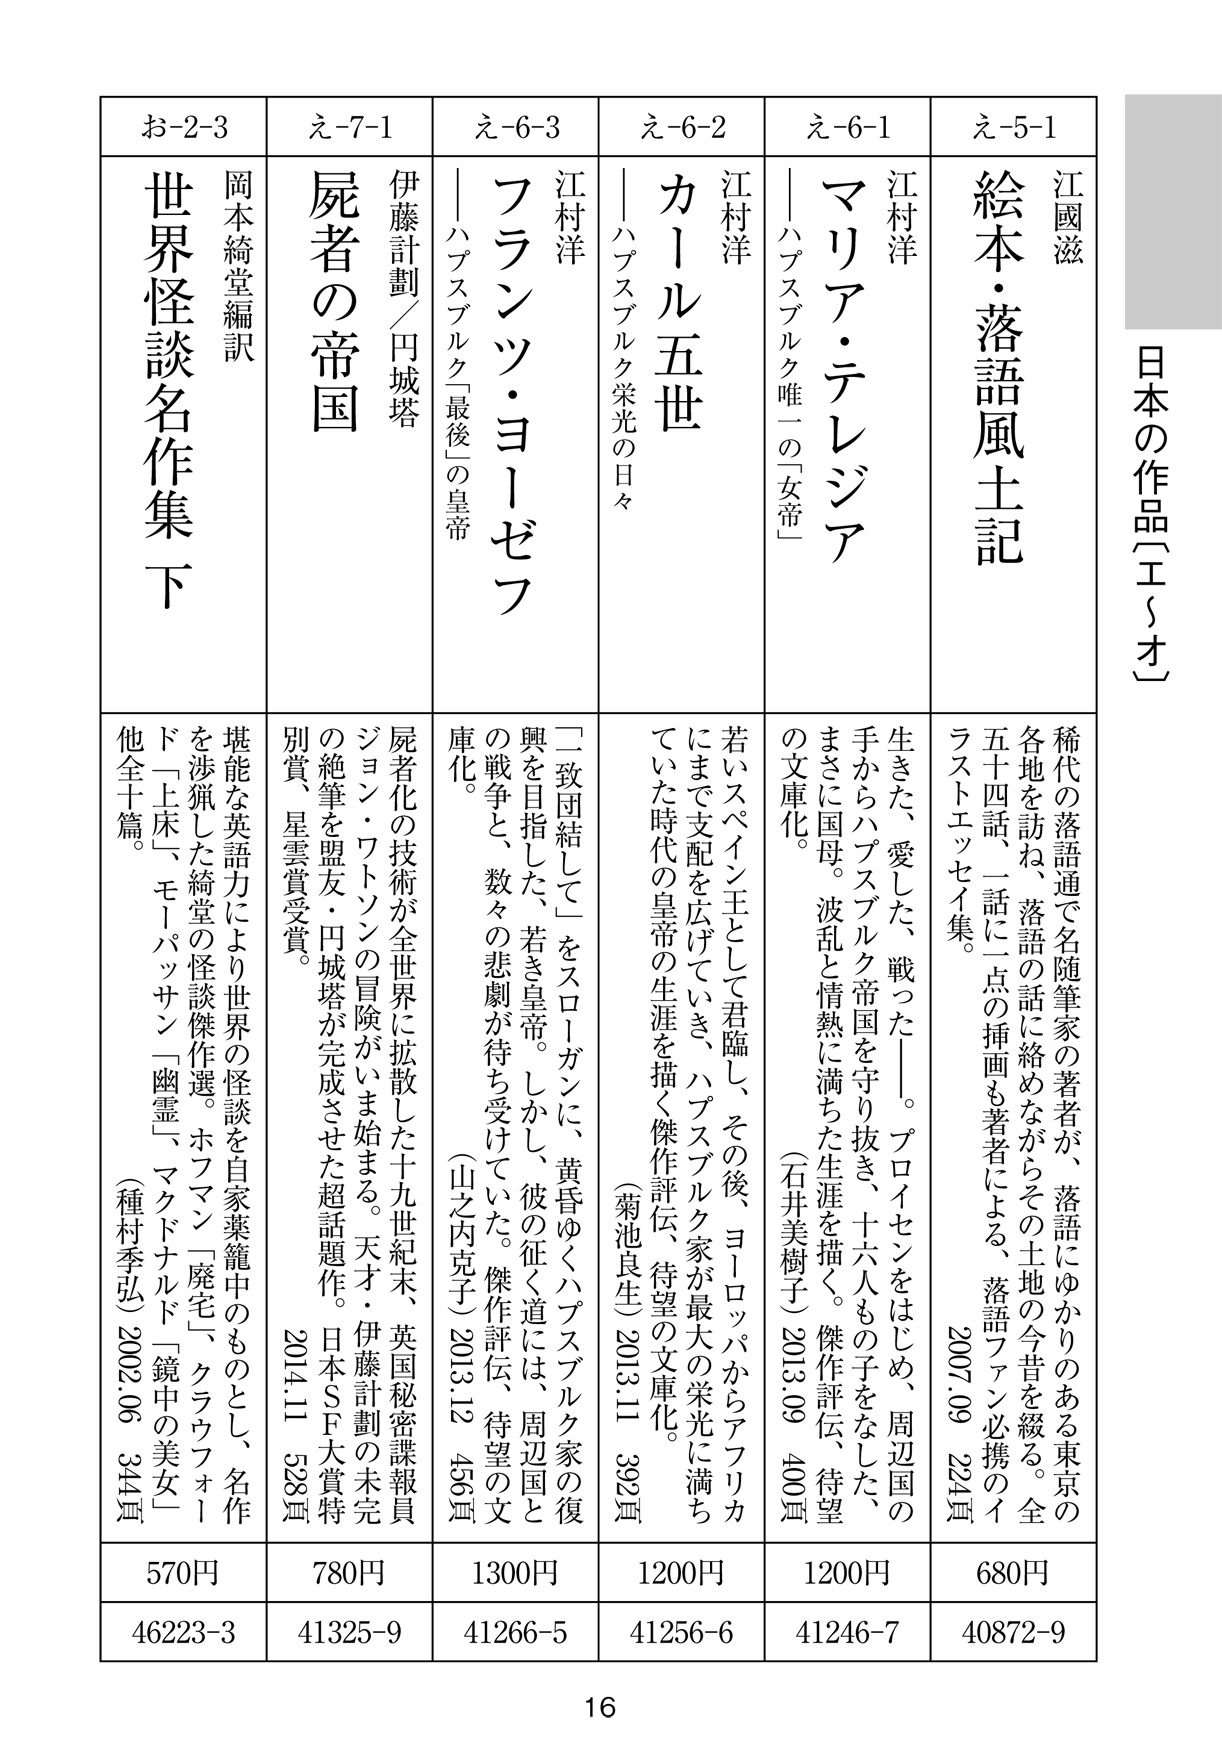 日本の作品〔エ〜オ〕
え-5-1
江國滋
絵本・落語風土記
稀代の落語通で名随筆家の著者が、落語にゆかりのある東京の
各地を訪ね、落語の話に絡めながらその土地の今昔を綴る。全
五十四話、一話に一点の挿画も著者による、落語ファン必携のイ
ラストエッセイ集。 2007.09 224頁
680円
40872-9
え-6-1
江村洋
マリア・テレジア
――ハプスブルク唯一の「女帝」
生きた、愛した、戦った――。プロイセンをはじめ、周辺国の
手からハプスブルク帝国を守り抜き、十六人もの子をなした、
まさに国母。波乱と情熱に満ちた生涯を描く。傑作評伝、待望
の文庫化。 （石井美樹子）2013.09 400頁
1200円
41246-7
え-6-2
江村洋
カール五世
――ハプスブルク栄光の日々
若いスペイン王として君臨し、その後、ヨーロッパからアフリカ
にまで支配を広げていき、ハプスブルク家が最大の栄光に満ち
ていた時代の皇帝の生涯を描く傑作評伝、待望の文庫化。
（菊池良生）2013.11 392頁
1200円
41256-6
え-6-3
江村洋
フランツ・ヨーゼフ
――ハプスブルク「最後」の皇帝
「一致団結して」をスローガンに、黄昏ゆくハプスブルク家の復
興を目指した、若き皇帝。しかし、彼の征く道には、周辺国と
の戦争と、数々の悲劇が待ち受けていた。傑作評伝、待望の文
庫化。 （山之内克子）2013.12 456頁
1300円
41266-5
え-7-1
伊藤計劃／円城塔
屍者の帝国
屍者化の技術が全世界に拡散した十九世紀末、英国秘密諜報員
ジョン・ワトソンの冒険がいま始まる。天才・伊藤計劃の未完
の絶筆を盟友・円城塔が完成させた超話題作。日本ＳＦ大賞特
別賞、星雲賞受賞。 2014.11 528頁
780円
41325-9
お-2-3
岡本綺堂編訳
世界怪談名作集 下
堪能な英語力により世界の怪談を自家薬籠中のものとし、名作
を渉猟した綺堂の怪談傑作選。ホフマン「廃宅」、クラウフォー
ド「上床」、モーパッサン「幽霊」、マクドナルド「鏡中の美女」
他全十篇。 （種村季弘）2002.06 344頁
570円
46223-3
16